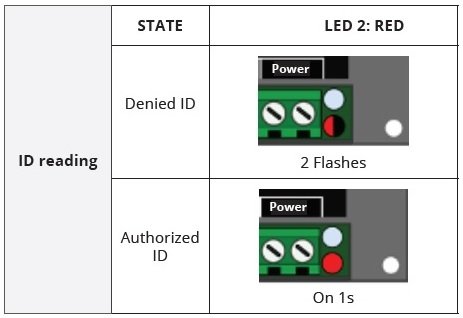 STATE
LED 2: RED
ID reading
Denied ID
Power
2 Flashes
Authorized
ID
Power
On 1s